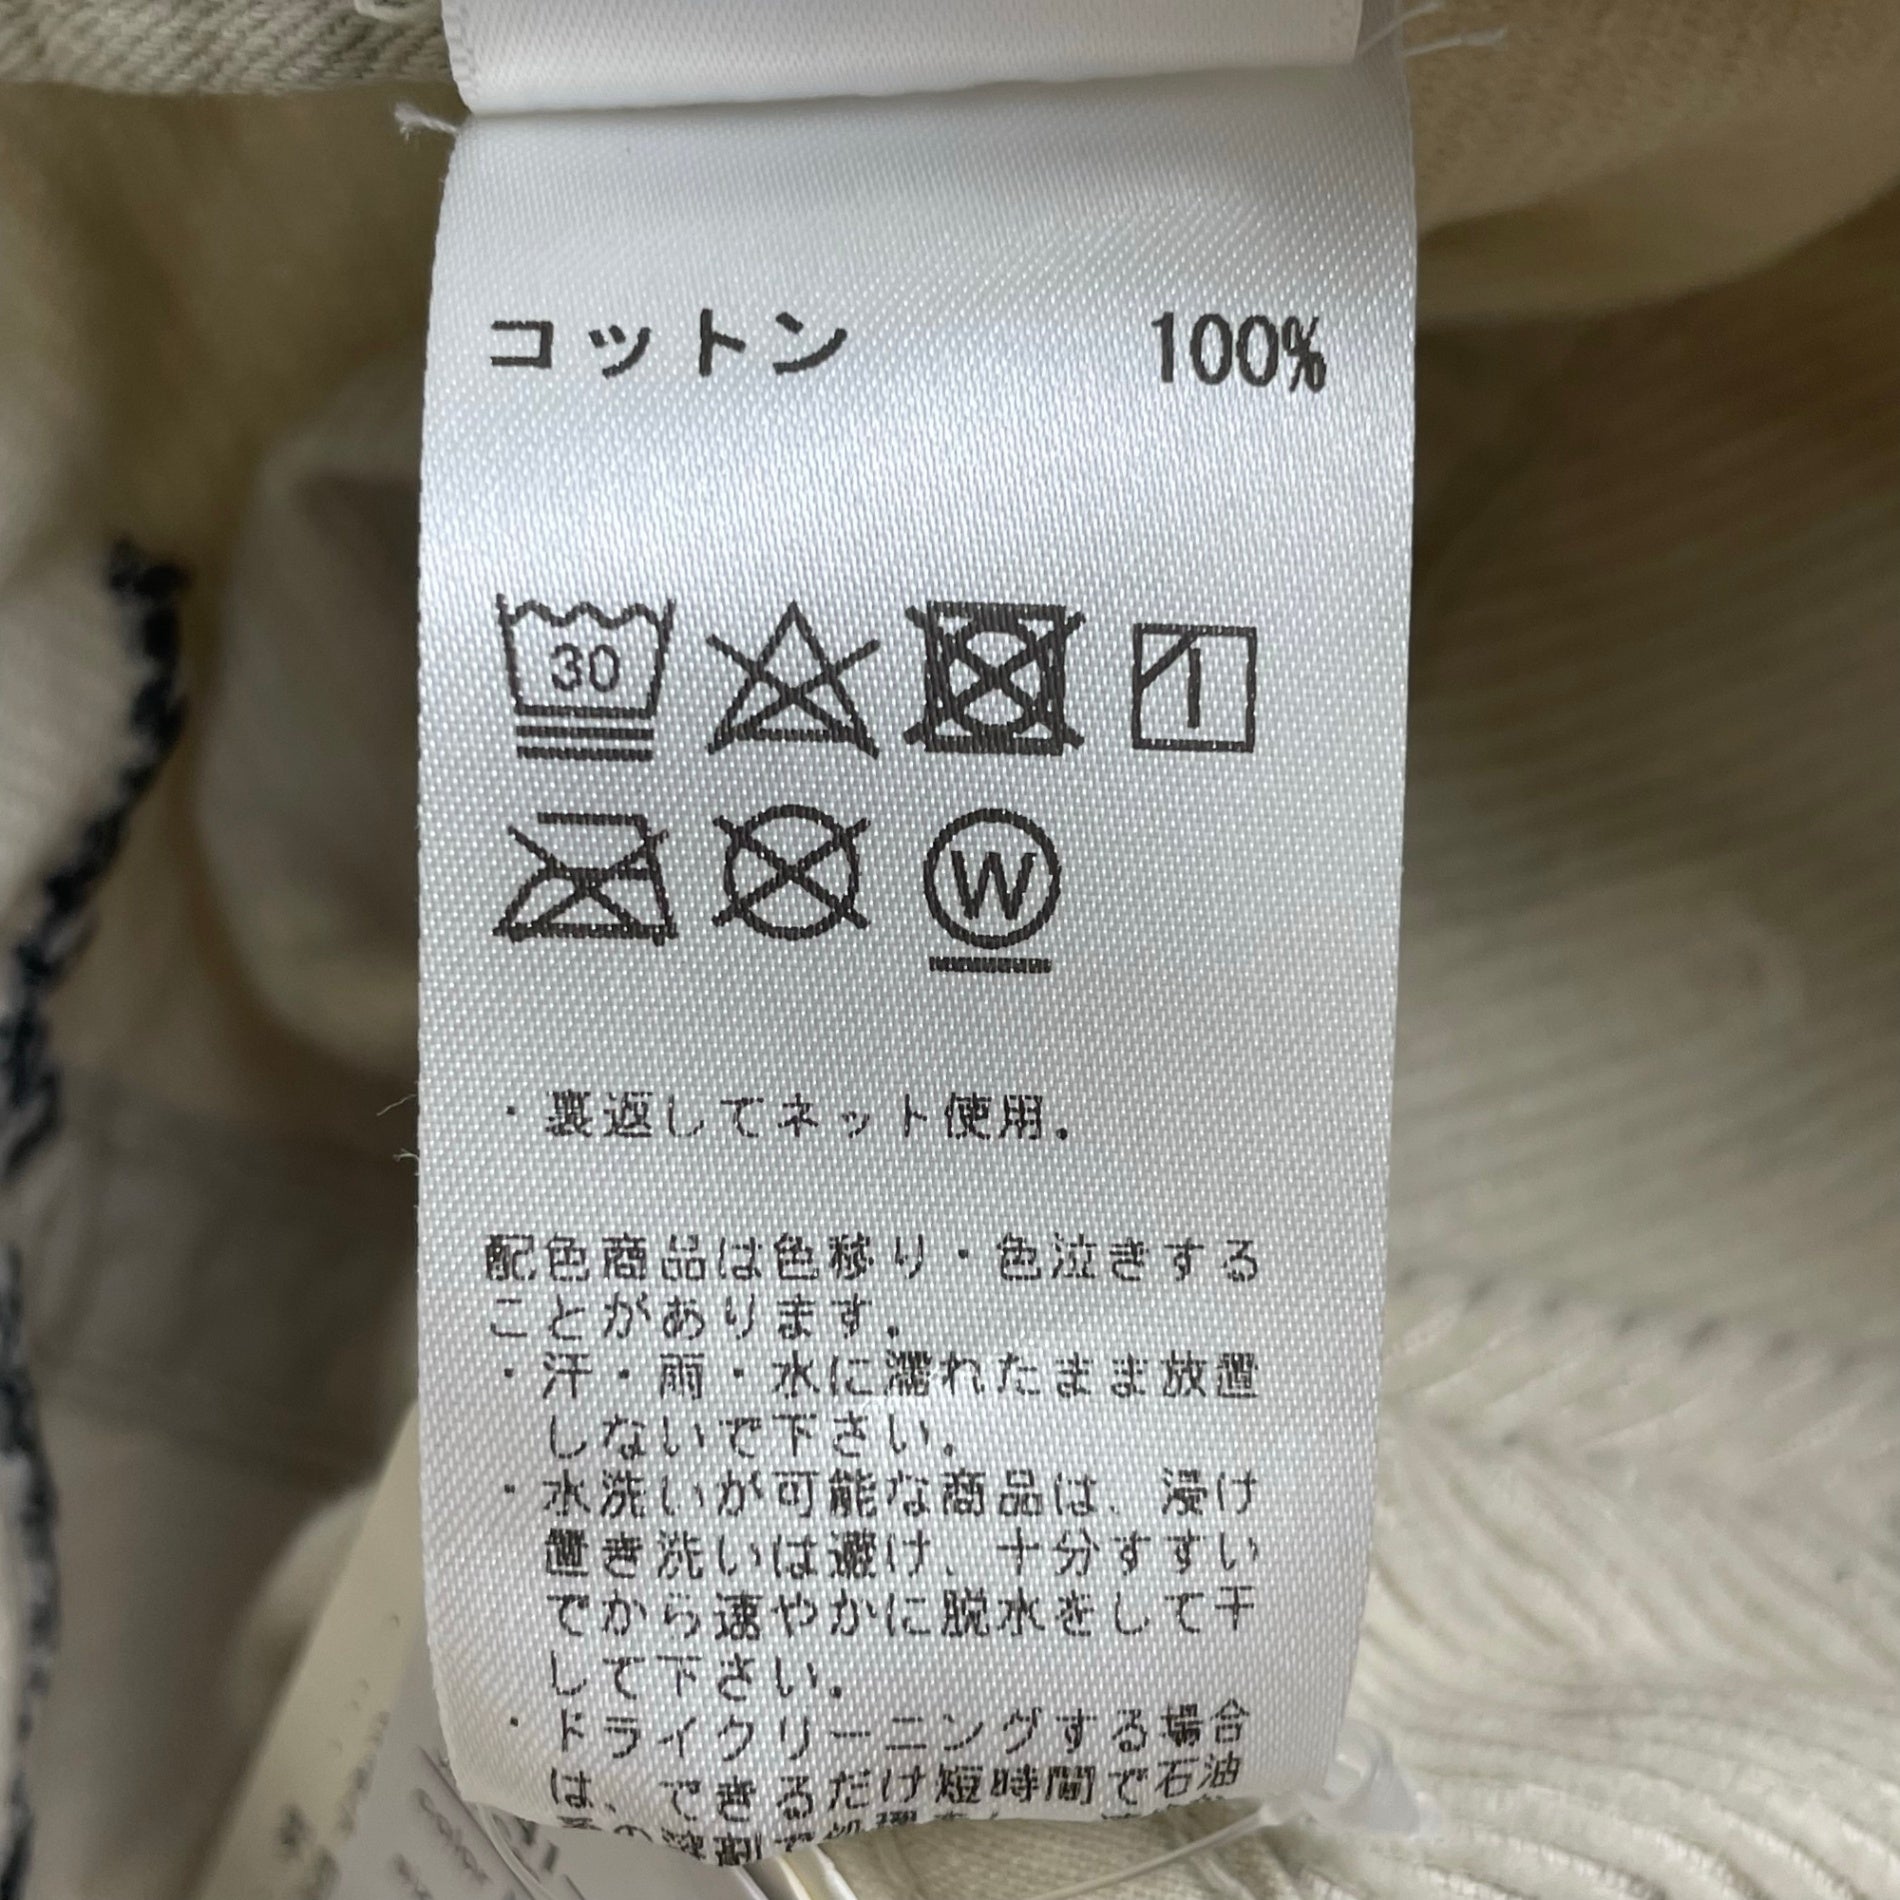 コットン 100%
30
W
・裏返してネット使用.
配色商品は色移り・色泣きする
ことがあります.
・汗・雨・水に濡れたまま放置
しないで下さい.
・水洗いが可能な商品は、浸け
置き洗いは避け、十分すすい
でから速やかに脱水をして干
して下さい.
・ドライクリーニングする場合
は、できるだけ短時間で石油